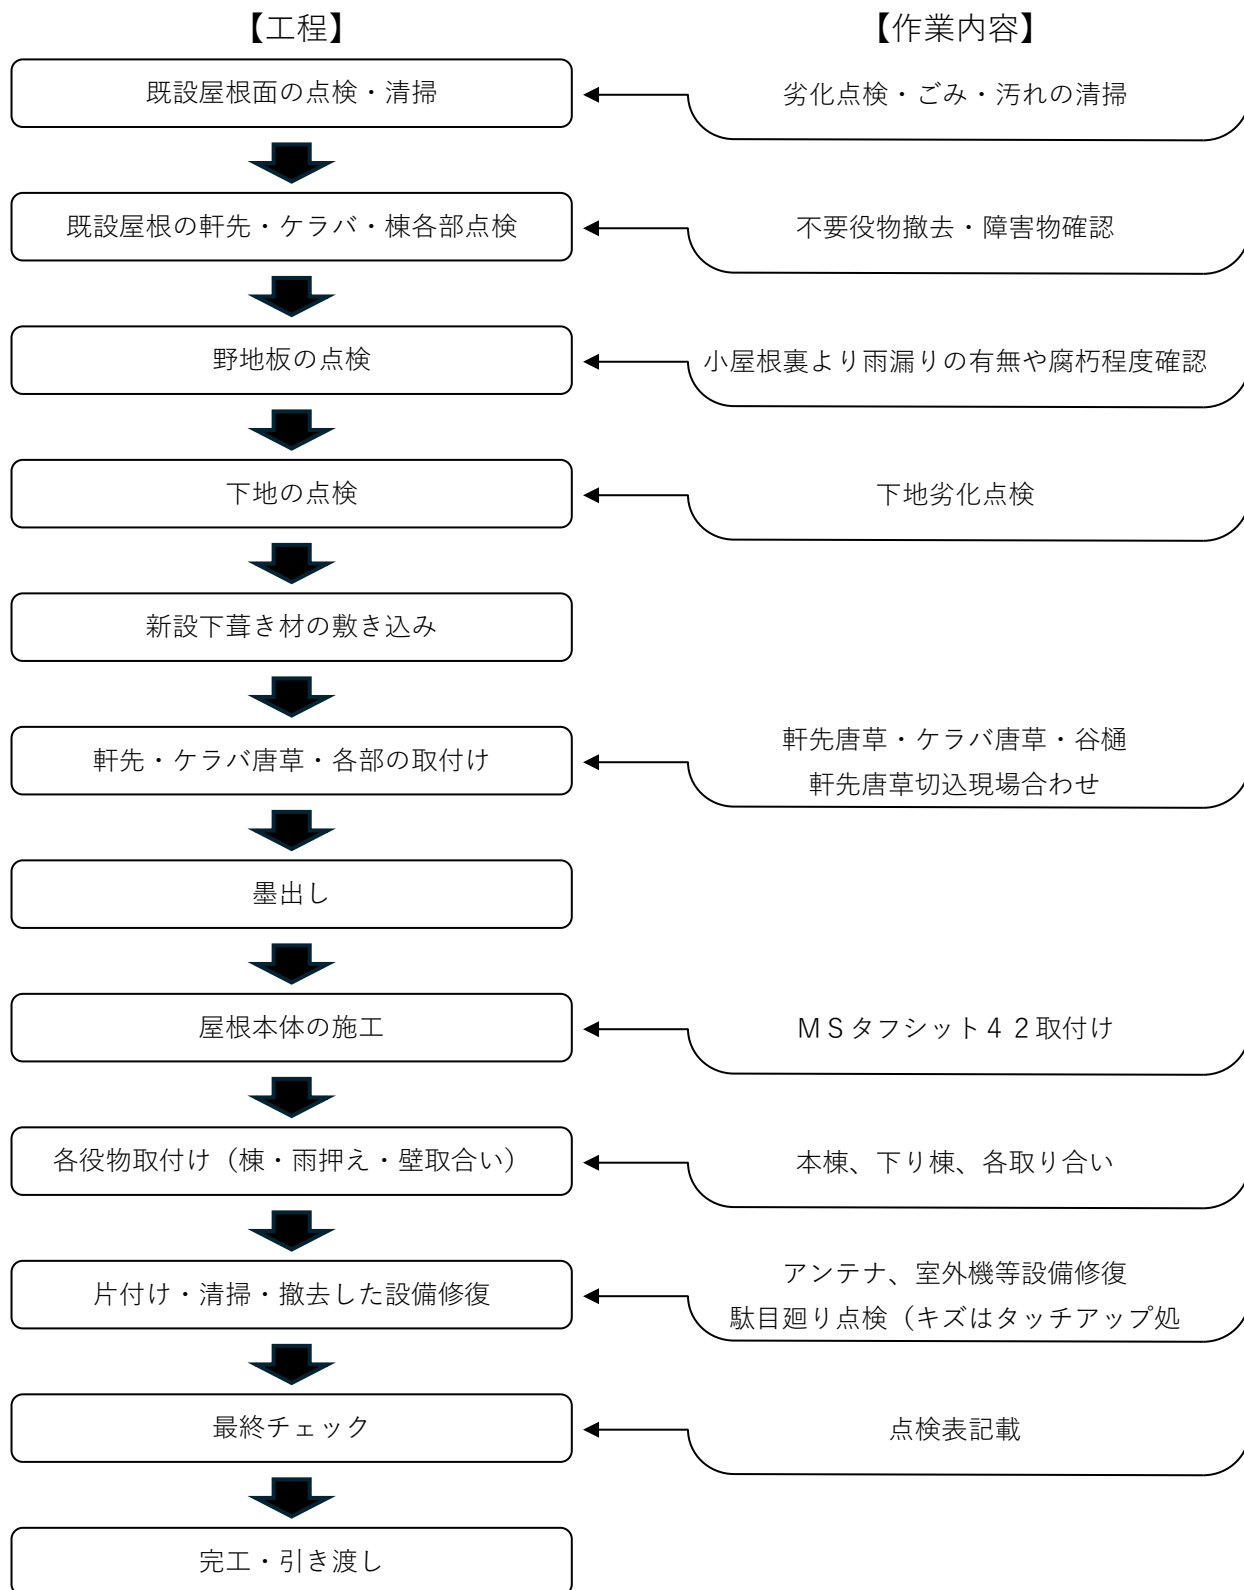 【工程】
【作業内容】
既設屋根面の点検・清掃
劣化点検・ごみ・汚れの清掃
既設屋根の軒先・ケラバ・棟各部点検
不要役物撤去・障害物確認
野地板の点検
小屋根裏より雨漏りの有無や腐朽程度確認
下地の点検
下地劣化点検
新設下葺き材の敷き込み
軒先・ケラバ唐草・各部の取付け
軒先唐草・ケラバ唐草・谷樋
軒先唐草切込現場合わせ
墨出し
屋根本体の施工
ＭＳタフシット４２取付け
各役物取付け（棟・雨押え・壁取合い）
本棟、下り棟、各取り合い
片付け・清掃・撤去した設備修復
アンテナ、室外機等設備修復
駄目廻り点検（キズはタッチアップ処
最終チェック
点検表記載
完工・引き渡し